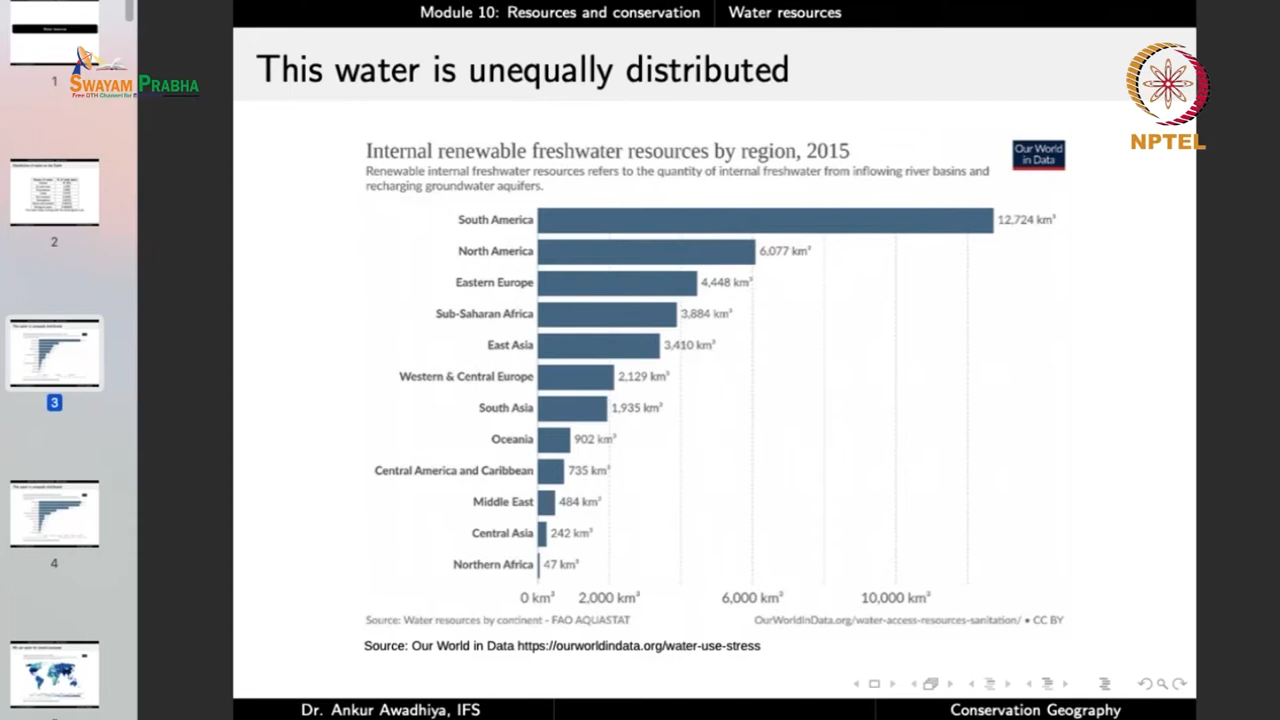 Module 10: Resources and conservation Water resources
This water is unequally distributed
SWAYAM PRABHA
NPTEL
Internal renewable freshwater resources by region, 2015
Our World in Data
Renewable internal freshwater resources refers to the quantity of internal freshwater from inflowing river basins and
recharging groundwater aquifers.
South America 12,724 km³
North America 6,077 km³
Eastern Europe 4,448 km³
Sub-Saharan Africa 3,884 km³
East Asia 3,410 km³
Western & Central Europe 2,129 km³
South Asia 1,935 km³
Oceania 902 km³
Central America and Caribbean 735 km³
Middle East 484 km³
Central Asia 242 km³
Northern Africa 47 km³
0 km³ 2,000 km³ 6,000 km³ 10,000 km³
Source: Water resources by continent - FAO AQUASTAT OurWorldInData.org/water-access-resources-sanitation/ • CC BY
Source: Our World in Data https://ourworldindata.org/water-use-stress
Dr. Ankur Awadhiya, IFS Conservation Geography
1
2
3
4